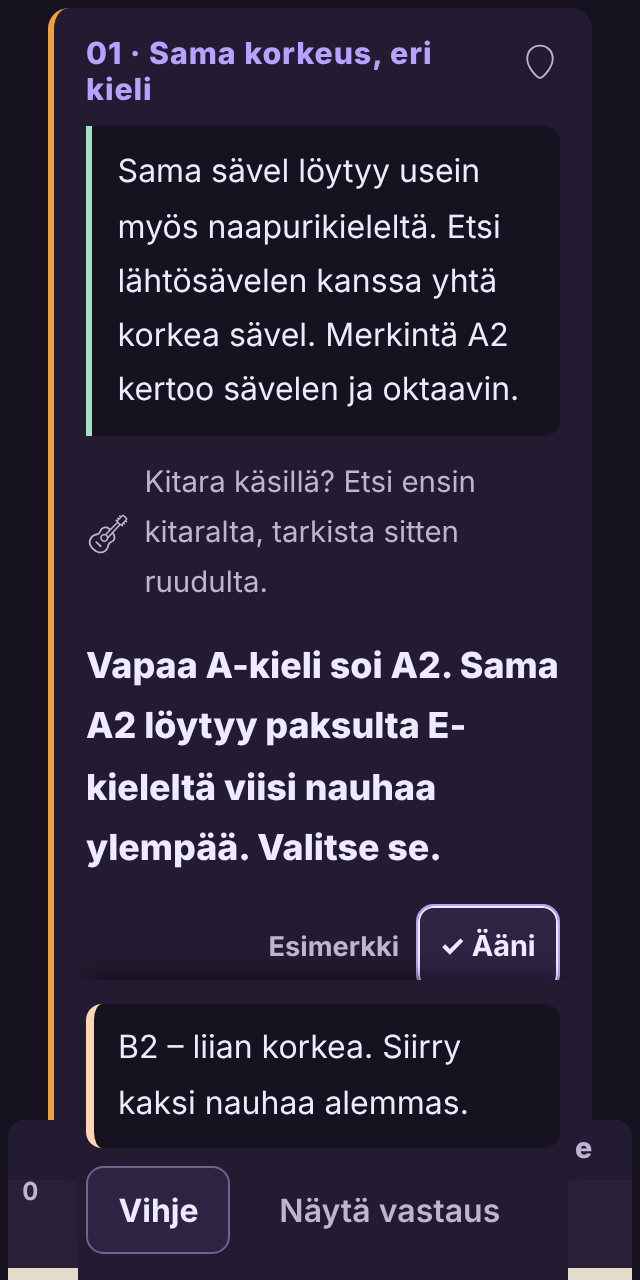 01 · Sama korkeus, eri
kieli
Sama sävel löytyy usein
myös naapurikieleltä. Etsi
lähtösävelen kanssa yhtä
korkea sävel. Merkintä A2
kertoo sävelen ja oktaavin.
Kitara käsillä? Etsi ensin
kitaralta, tarkista sitten
ruudulta.
Vapaa A-kieli soi A2. Sama
A2 löytyy paksulta E-
kieleltä viisi nauhaa
ylempää. Valitse se.
Esimerkki ✓ Ääni
B2 – liian korkea. Siirry
kaksi nauhaa alemmas.
e
0
Vihje Näytä vastaus